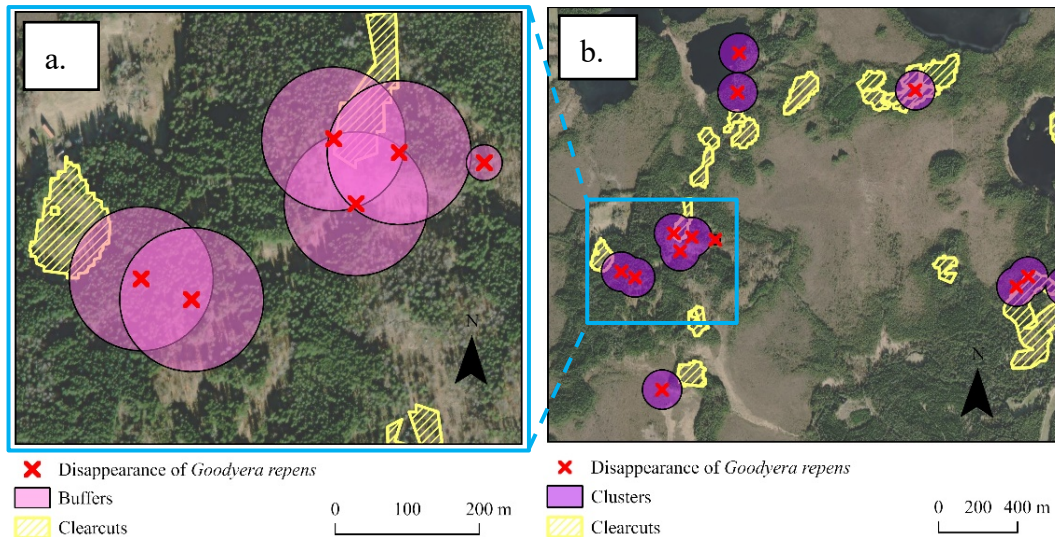 a.
N
Disappearance of Goodyera repens
Buffers
Clearcuts
0 100 200 m
b.
N
Disappearance of Goodyera repens
Clusters
Clearcuts
0 200 400 m